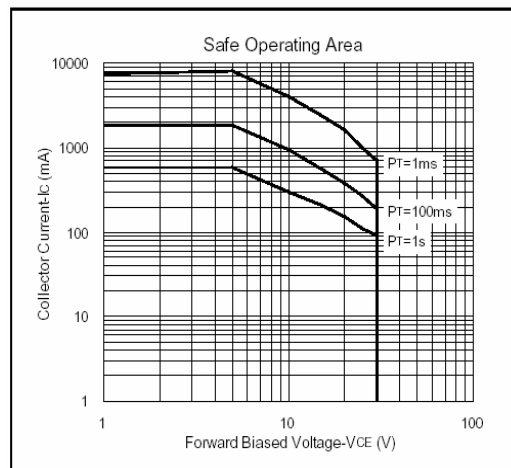 Safe Operating Area
10000
1000
100
10
1
Collector Current-IC (mA)
PT=1ms
PT=100ms
PT=1s
1
10
100
Forward Biased Voltage-VCE (V)